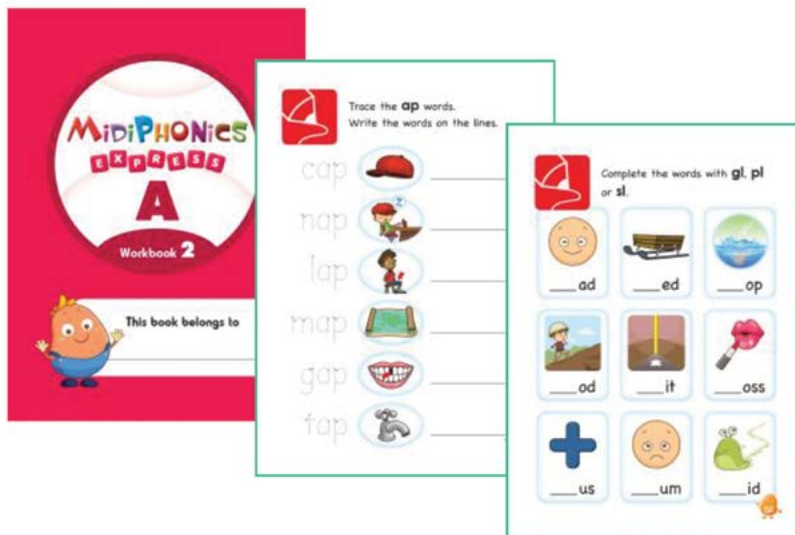 MIDIPHONICS
EXPRESS
A
Workbook 2
This book belongs to
Trace the ap words.
Write the words on the lines.
cap
nap
lap
map
gap
tap
Complete the words with gl, pl
or sl.
___ad
___ed
___op
___od
___it
___oss
___us
___um
___id